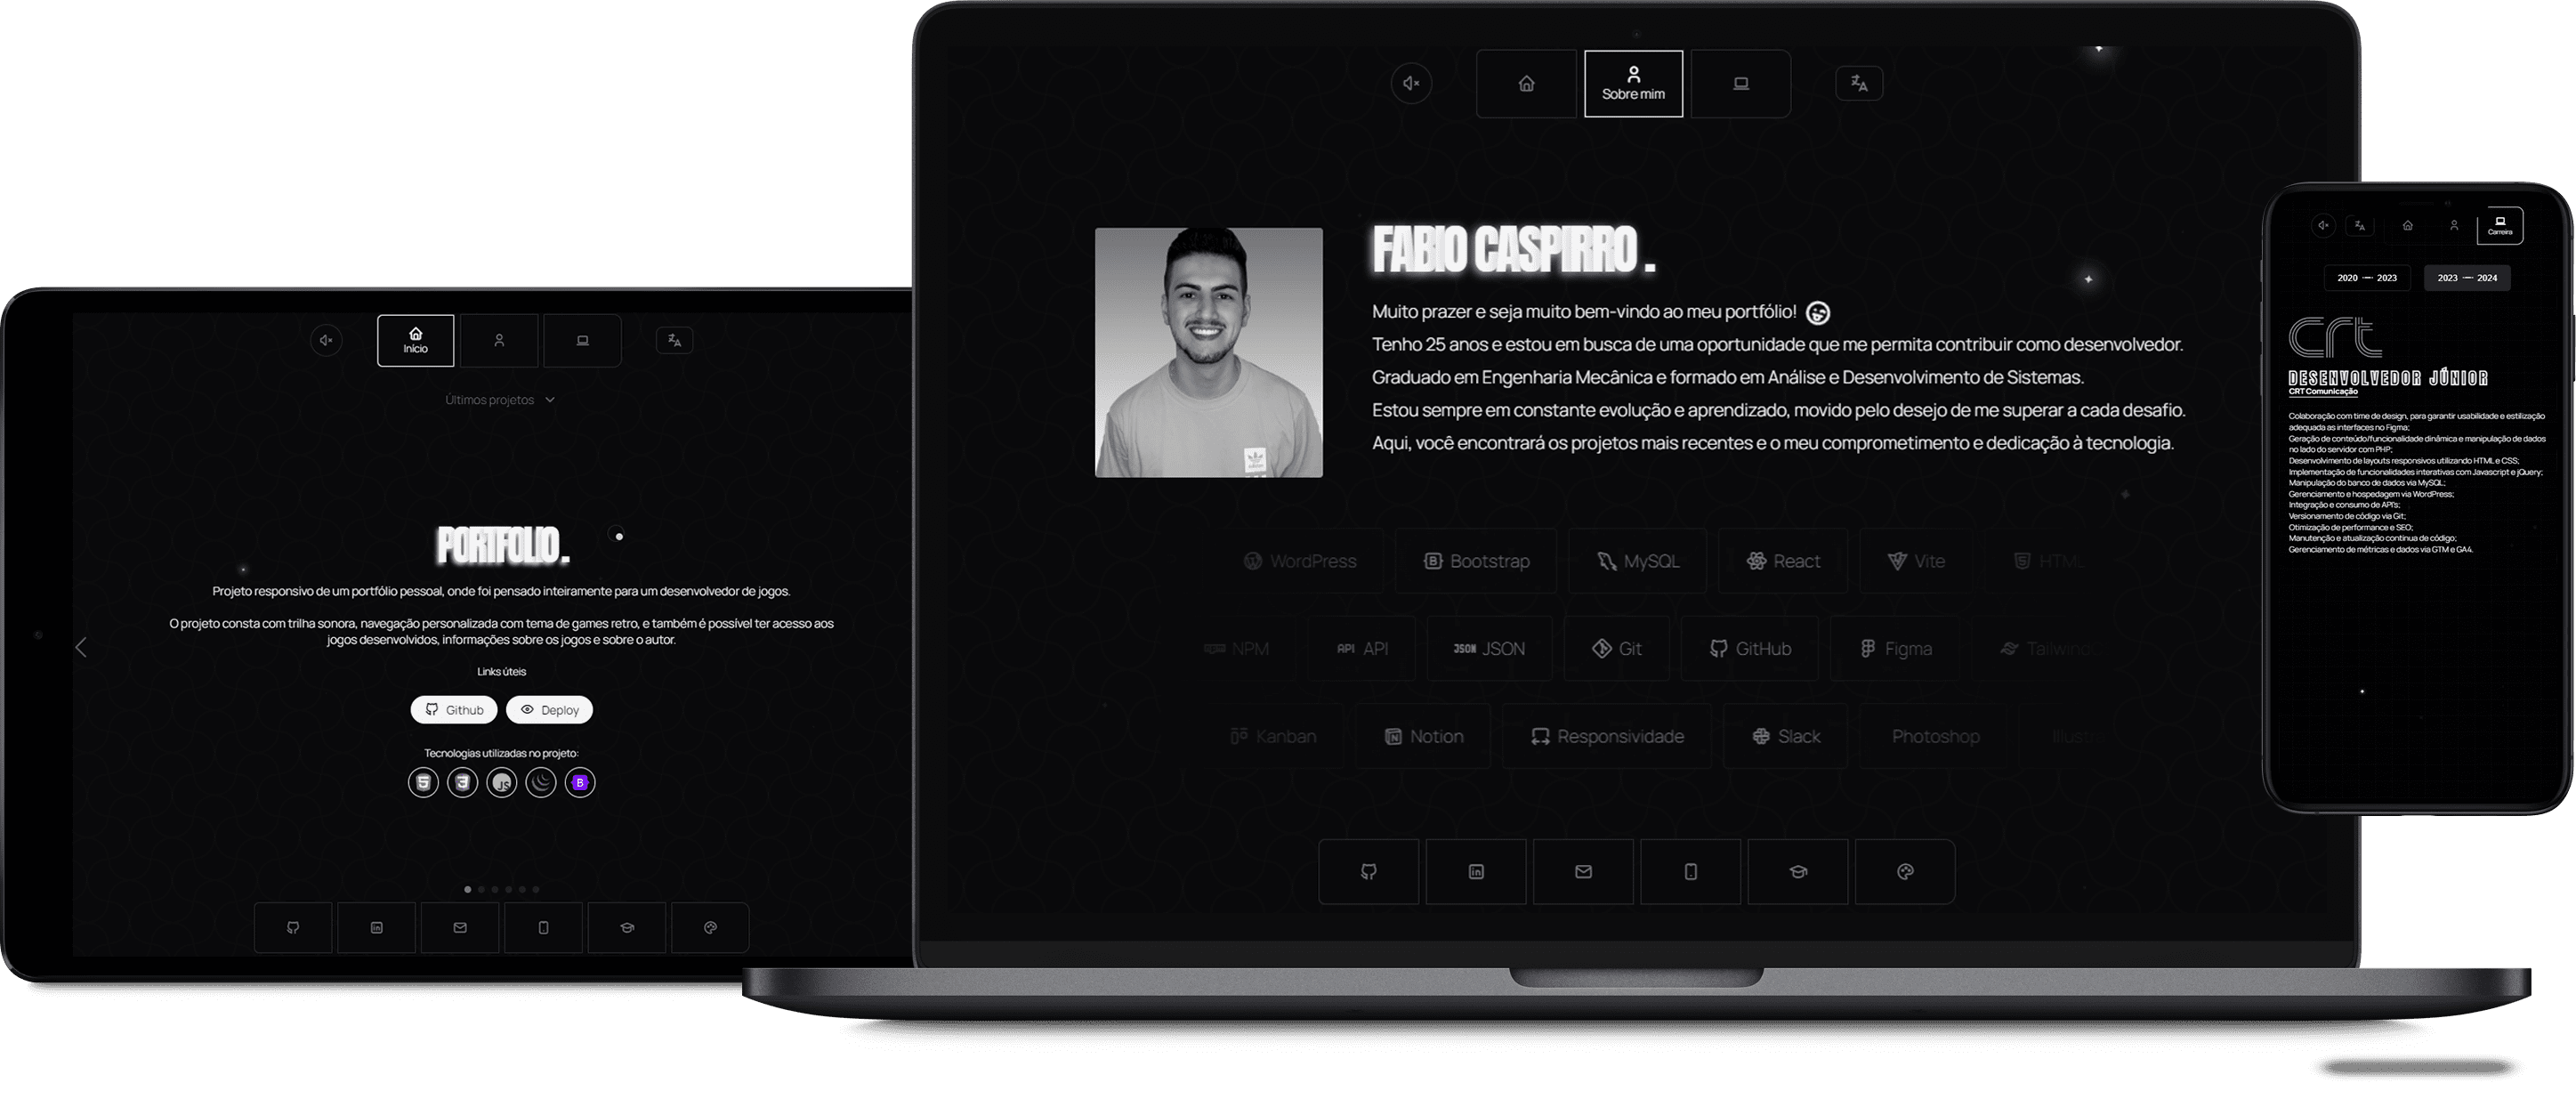 Início
Últimos projetos
PORTFOLIO.
Projeto responsivo de um portfólio pessoal, onde foi pensado inteiramente para um desenvolvedor de jogos.
O projeto consta com trilha sonora, navegação personalizada com tema de games retro, e também é possível ter acesso aos
jogos desenvolvidos, informações sobre os jogos e sobre o autor.
Links úteis
Github
Deploy
Tecnologias utilizadas no projeto:
5 3 JS B
in
Sobre mim
FABIO CASPIRRO .
Muito prazer e seja muito bem-vindo ao meu portfólio!
Tenho 25 anos e estou em busca de uma oportunidade que me permita contribuir como desenvolvedor.
Graduado em Engenharia Mecânica e formado em Análise e Desenvolvimento de Sistemas.
Estou sempre em constante evolução e aprendizado, movido pelo desejo de me superar a cada desafio.
Aqui, você encontrará os projetos mais recentes e o meu comprometimento e dedicação à tecnologia.
WordPress B Bootstrap MySQL React Vite 5 HTML
NPM API API JSON JSON Git GitHub Figma Tailwind
Kanban N Notion Responsividade Slack Photoshop Illust
in
Carreira
2020 — 2023
2023 — 2024
crt
DESENVOLVEDOR JÚNIOR
CRT Comunicação
Colaboração com time de design, para garantir usabilidade e estilização
adequada as interfaces no Figma;
Geração de conteúdo/funcionalidade dinâmica e manipulação de dados
no lado do servidor com PHP;
Desenvolvimento de layouts responsivos utilizando HTML e CSS;
Implementação de funcionalidades interativas com Javascript e jQuery;
Manipulação do banco de dados via MySQL;
Gerenciamento e hospedagem via WordPress;
Integração e consumo de API's;
Versionamento de código via Git;
Otimização de performance e SEO;
Manutenção e atualização continua de código;
Gerenciamento de métricas e dados via GTM e GA4.